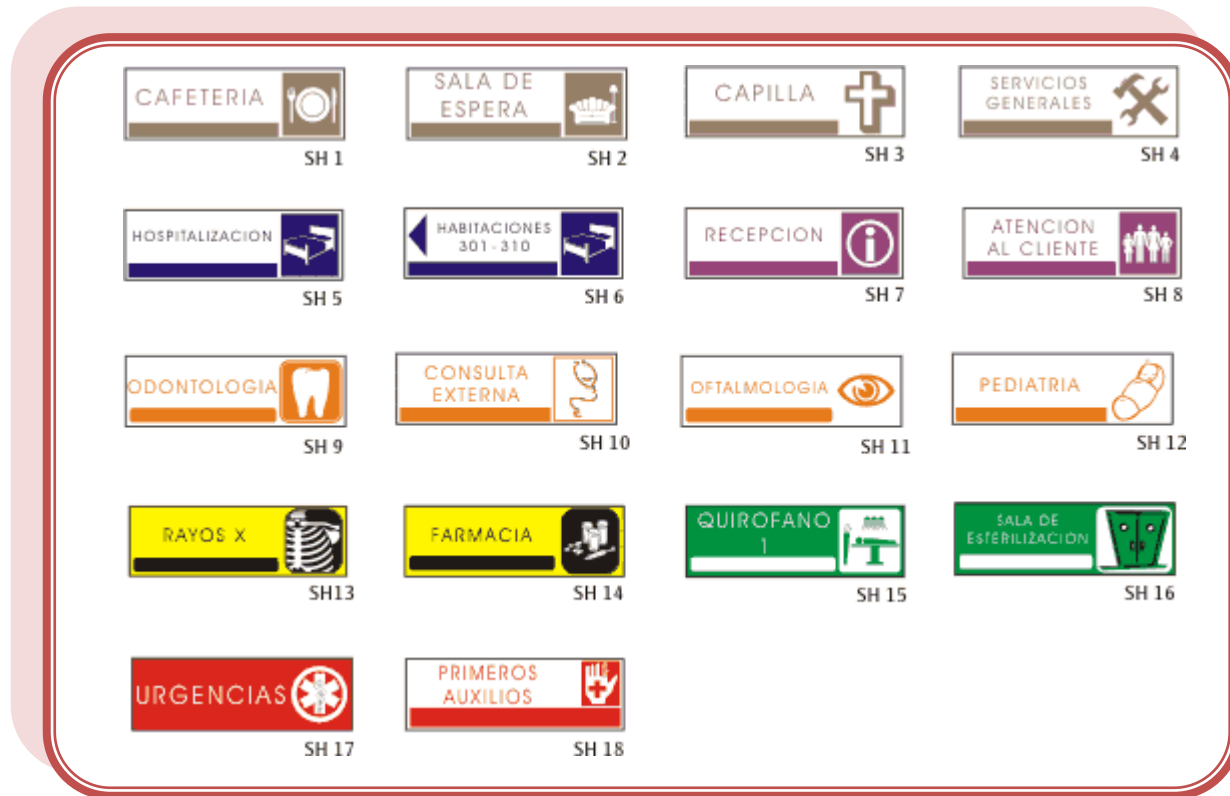 CAFETERIA
SH 1
SALA DE
ESPERA
SH 2
CAPILLA
SH 3
SERVICIOS
GENERALES
SH 4
HOSPITALIZACION
SH 5
HABITACIONES
301-310
SH 6
RECEPCION
SH 7
ATENCION
AL CLIENTE
SH 8
ODONTOLOGIA
SH 9
CONSULTA
EXTERNA
SH 10
OFTALMOLOGIA
SH 11
PEDIATRIA
SH 12
RAYOS X
SH13
FARMACIA
SH 14
QUIROFANO
1
SH 15
SALA DE
ESTERILIZACION
SH 16
URGENCIAS
SH 17
PRIMEROS
AUXILIOS
SH 18